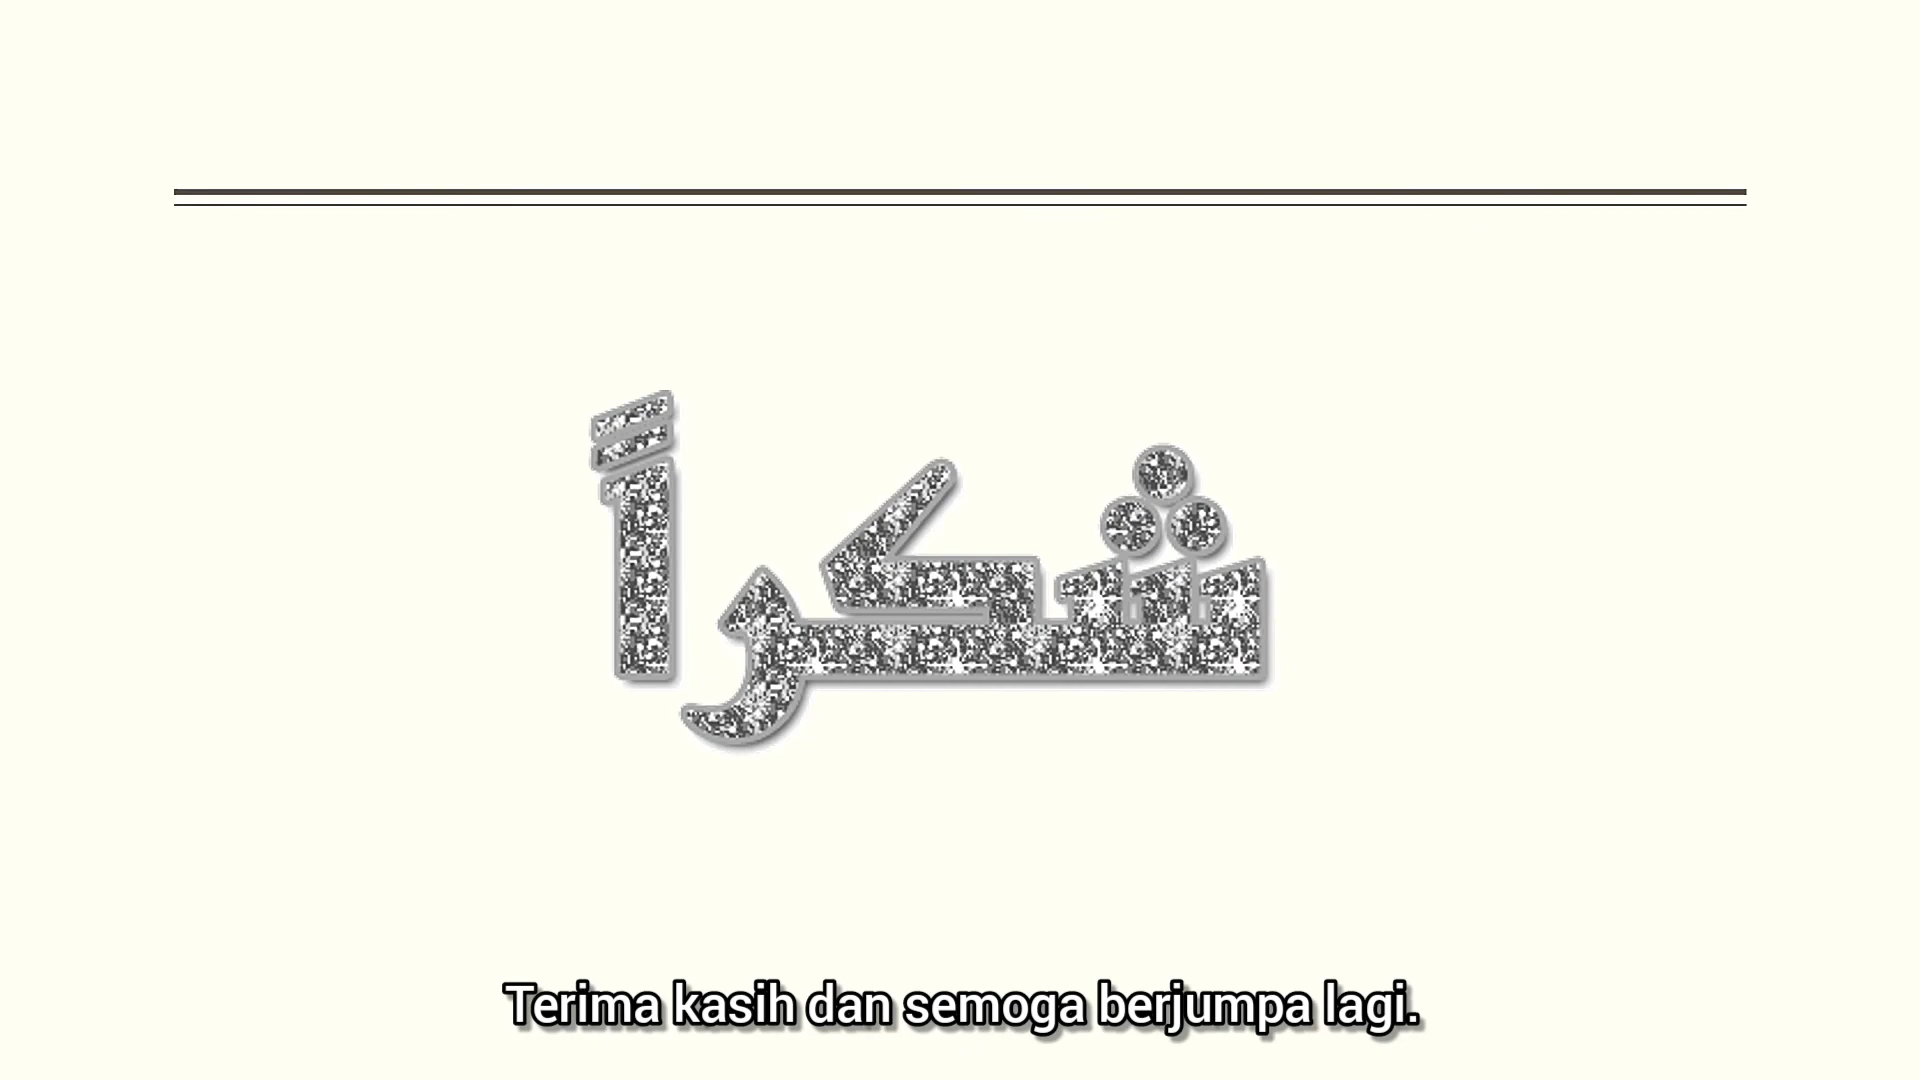 شكراً
Terima kasih dan semoga berjumpa lagi.